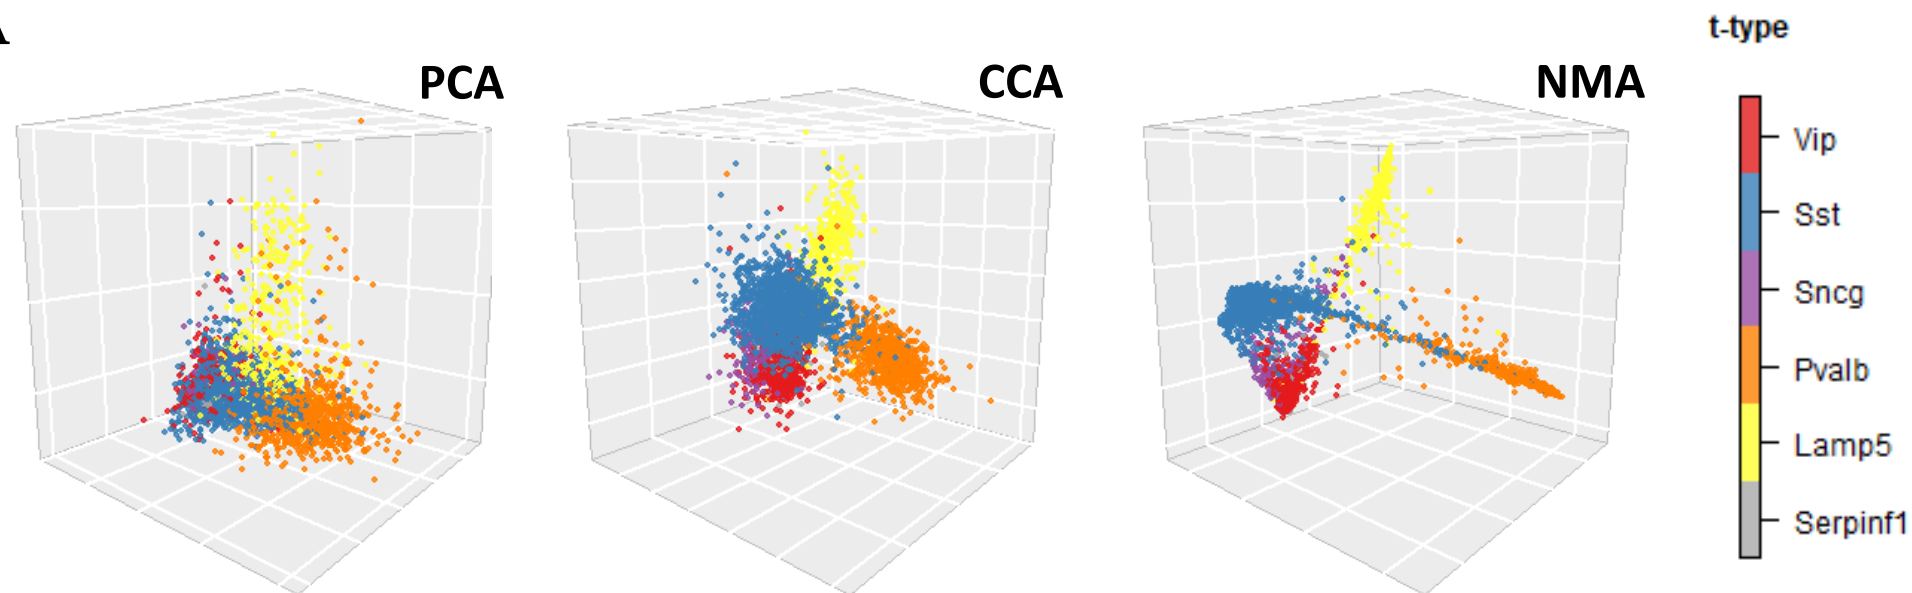 PCA
CCA
NMA
t-type
Vip
Sst
Sncg
Pvalb
Lamp5
Serpinf1